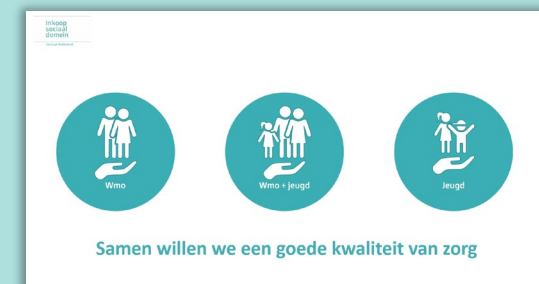 inkoop
sociaal
domein
Wmo
Wmo + jeugd
Jeugd
Samen willen we een goede kwaliteit van zorg